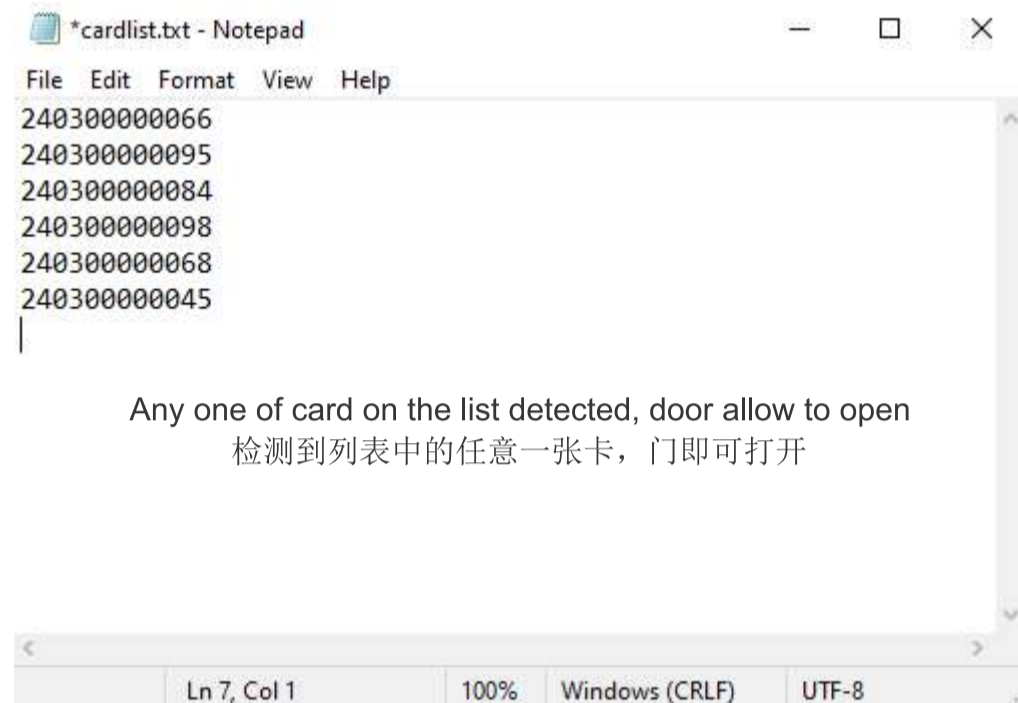 *cardlist.txt - Notepad
File Edit Format View Help
240300000066
240300000095
240300000084
240300000098
240300000068
240300000045
Any one of card on the list detected, door allow to open
检测到列表中的任意一张卡，门即可打开
Ln 7, Col 1 100% Windows (CRLF) UTF-8